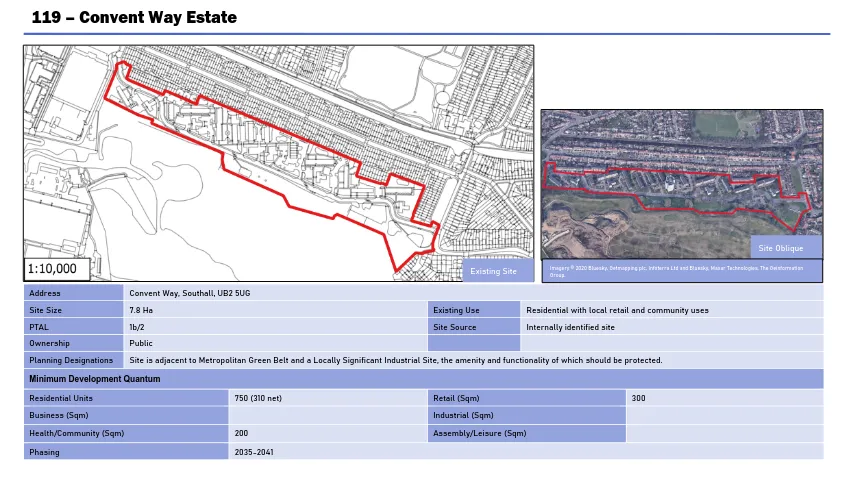 119 – Convent Way Estate
1:10,000
Existing Site
Site Oblique
Imagery © 2020 Bluesky, Getmapping plc, Infoterra Ltd and Bluesky, Maxar Technologies, The GeoInformation
Group
Address Convent Way, Southall, UB2 5UG
Site Size 7.8 Ha Existing Use Residential with local retail and community uses
PTAL 1b/2 Site Source Internally identified site
Ownership Public
Planning Designations Site is adjacent to Metropolitan Green Belt and a Locally Significant Industrial Site, the amenity and functionality of which should be protected.
Minimum Development Quantum
Residential Units 750 (310 net) Retail (Sqm) 300
Business (Sqm) Industrial (Sqm)
Health/Community (Sqm) 200 Assembly/Leisure (Sqm)
Phasing 2035-2041